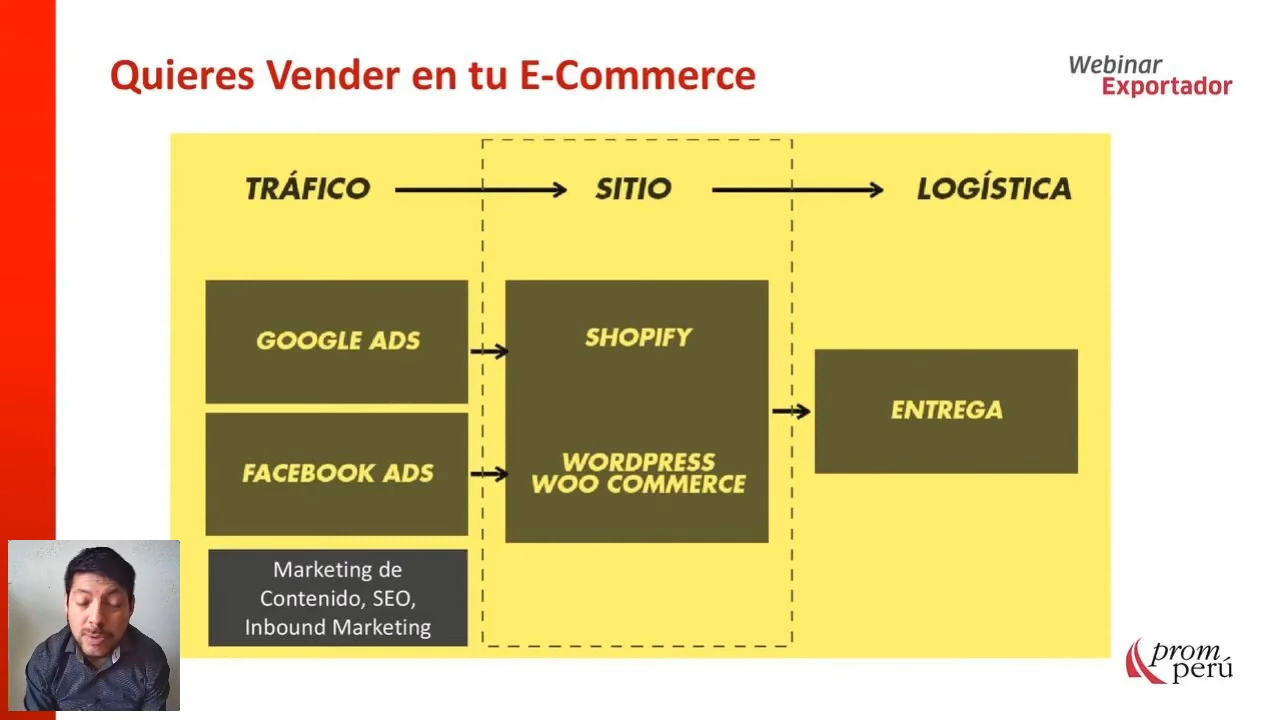 Quieres Vender en tu E-Commerce
Webinar
Exportador
TRÁFICO
SITIO
LOGÍSTICA
GOOGLE ADS
SHOPIFY
ENTREGA
FACEBOOK ADS
WORDPRESS
WOO COMMERCE
Marketing de
Contenido, SEO,
Inbound Marketing
prom
perú